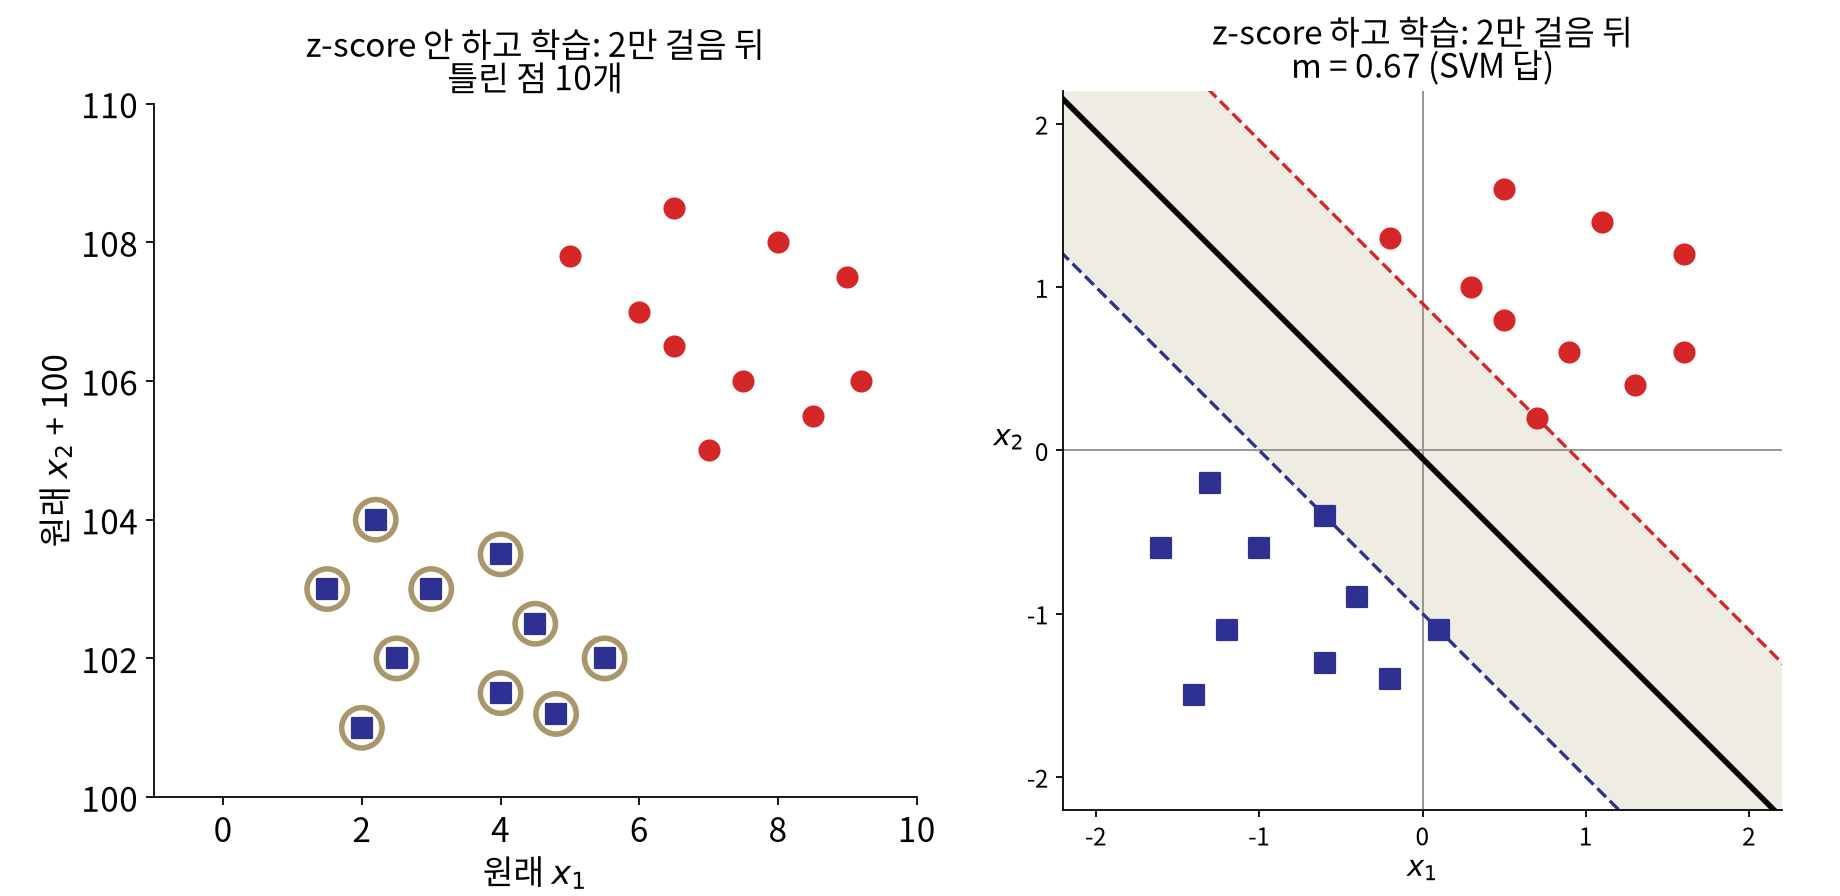 z-score 안 하고 학습: 2만 걸음 뒤
틀린 점 10개
110
108
106
104
102
100
원래 x₂ + 100
0 2 4 6 8 10
원래 x₁
z-score 하고 학습: 2만 걸음 뒤
m = 0.67 (SVM 답)
2
1
0
-1
-2
x₂
-2 -1 0 1 2
x₁